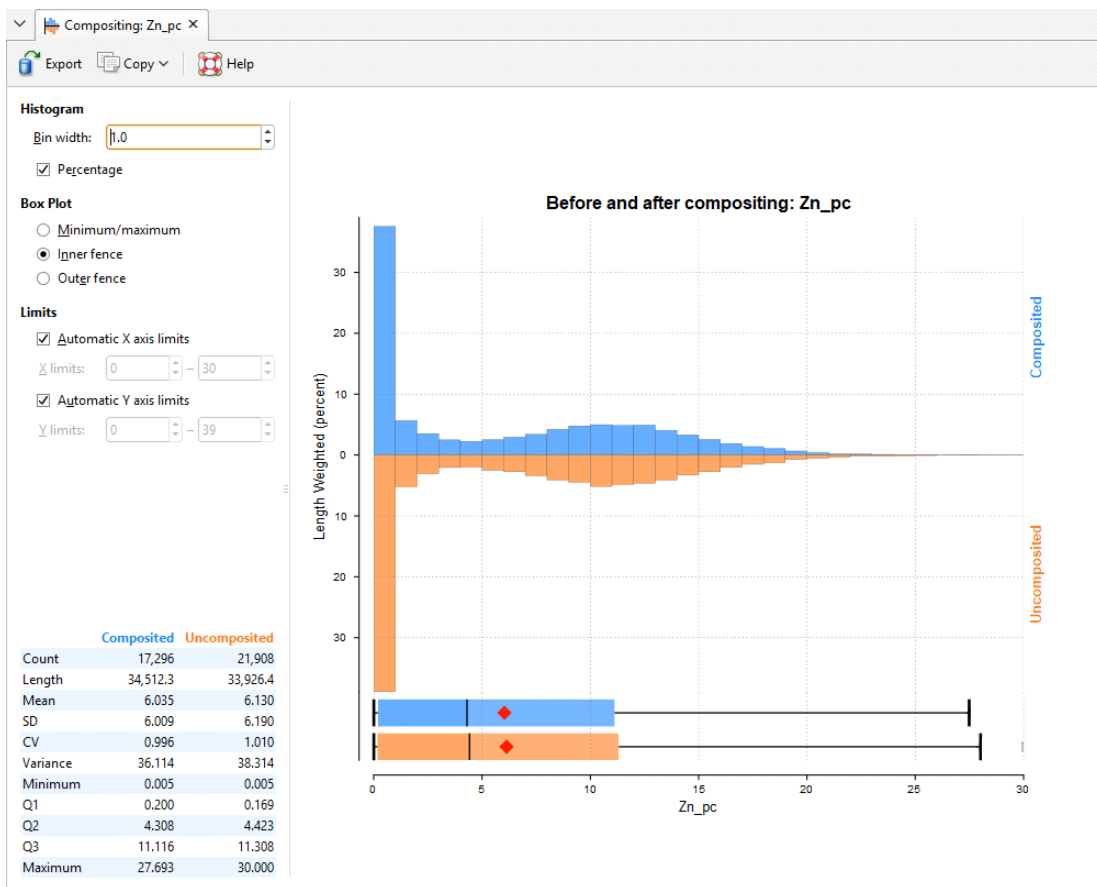 Compositing: Zn_pc ×
Export Copy Help
Histogram
Bin width: 1.0
Percentage
Box Plot
Minimum/maximum
Inner fence
Outer fence
Limits
Automatic X axis limits
X limits: 0 – 30
Automatic Y axis limits
Y limits: 0 – 39
Composited Uncomposited
Count 17,296 21,908
Length 34,512.3 33,926.4
Mean 6.035 6.130
SD 6.009 6.190
CV 0.996 1.010
Variance 36.114 38.314
Minimum 0.005 0.005
Q1 0.200 0.169
Q2 4.308 4.423
Q3 11.116 11.308
Maximum 27.693 30.000
Before and after compositing: Zn_pc
Length Weighted (percent)
30
20
10
0
10
20
30
Composited
Uncomposited
0 5 10 15 20 25 30
Zn_pc